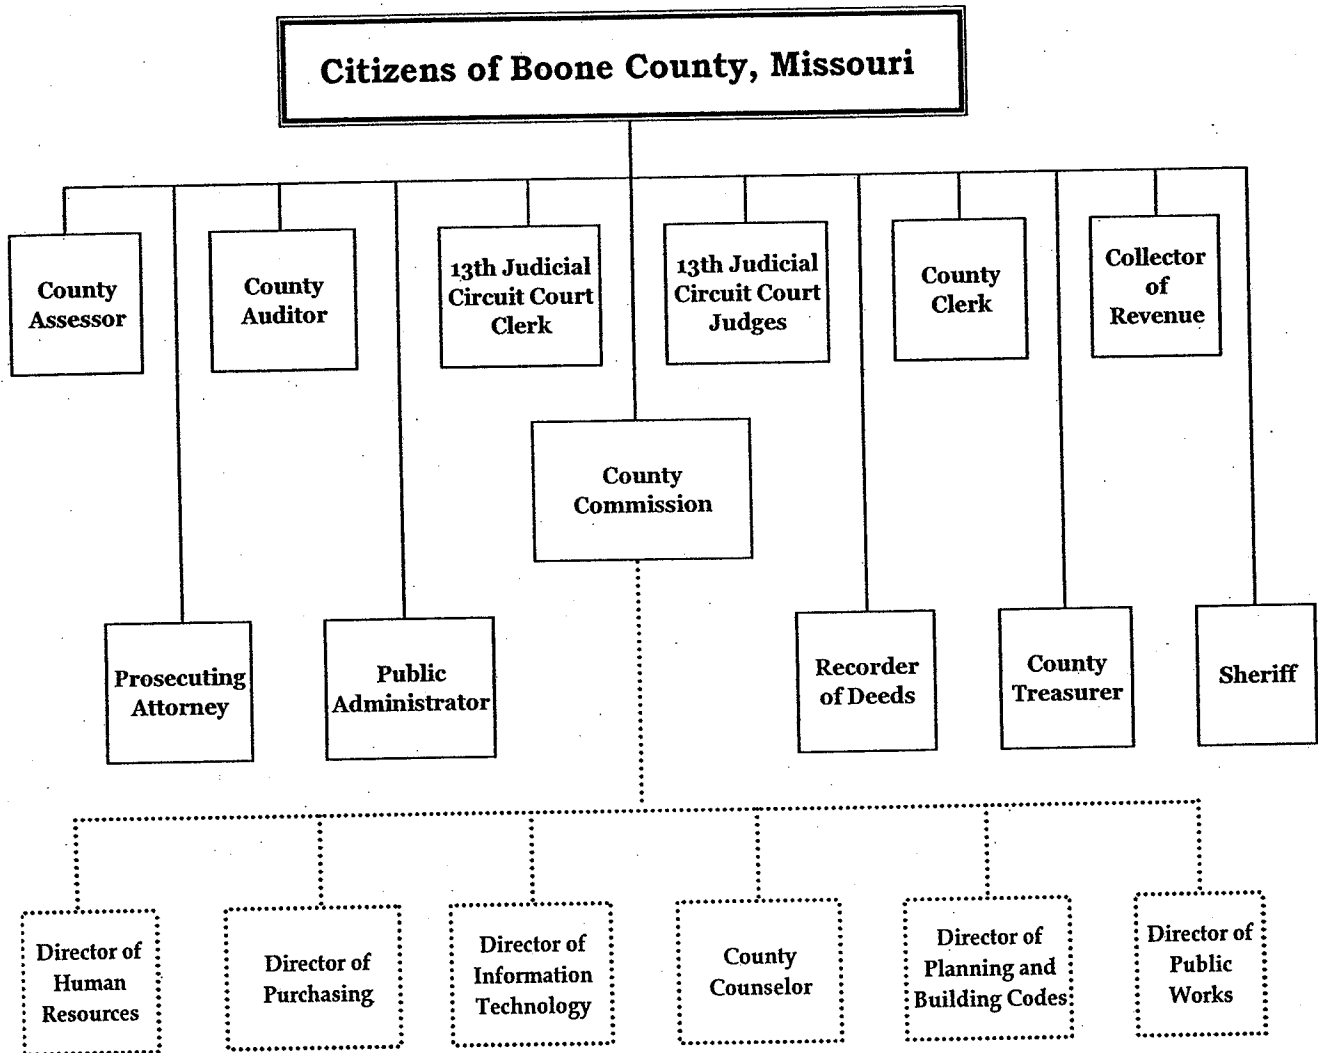 Citizens of Boone County, Missouri
County
Assessor
County
Auditor
13th Judicial
Circuit Court
Clerk
13th Judicial
Circuit Court
Judges
County
Clerk
Collector
of
Revenue
County
Commission
Prosecuting
Attorney
Public
Administrator
Recorder
of Deeds
County
Treasurer
Sheriff
Director of
Human
Resources
Director of
Purchasing
Director of
Information
Technology
County
Counselor
Director of
Planning and
Building Codes
Director of
Public
Works